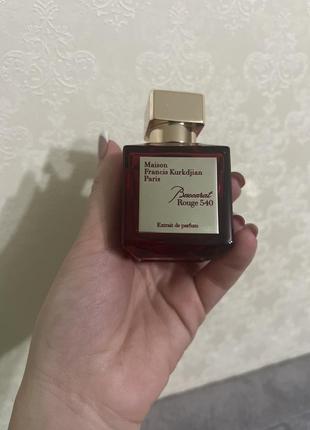 Maison
Francis Kurkdjian
Paris
Baccarat
Rouge 540
Extrait de parfum